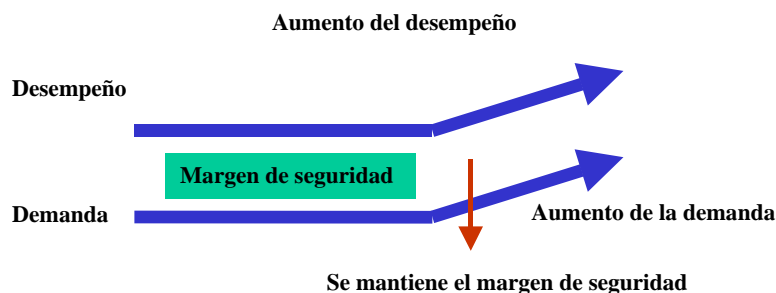 Aumento del desempeño
Desempeño
Margen de seguridad
Demanda
Aumento de la demanda
Se mantiene el margen de seguridad